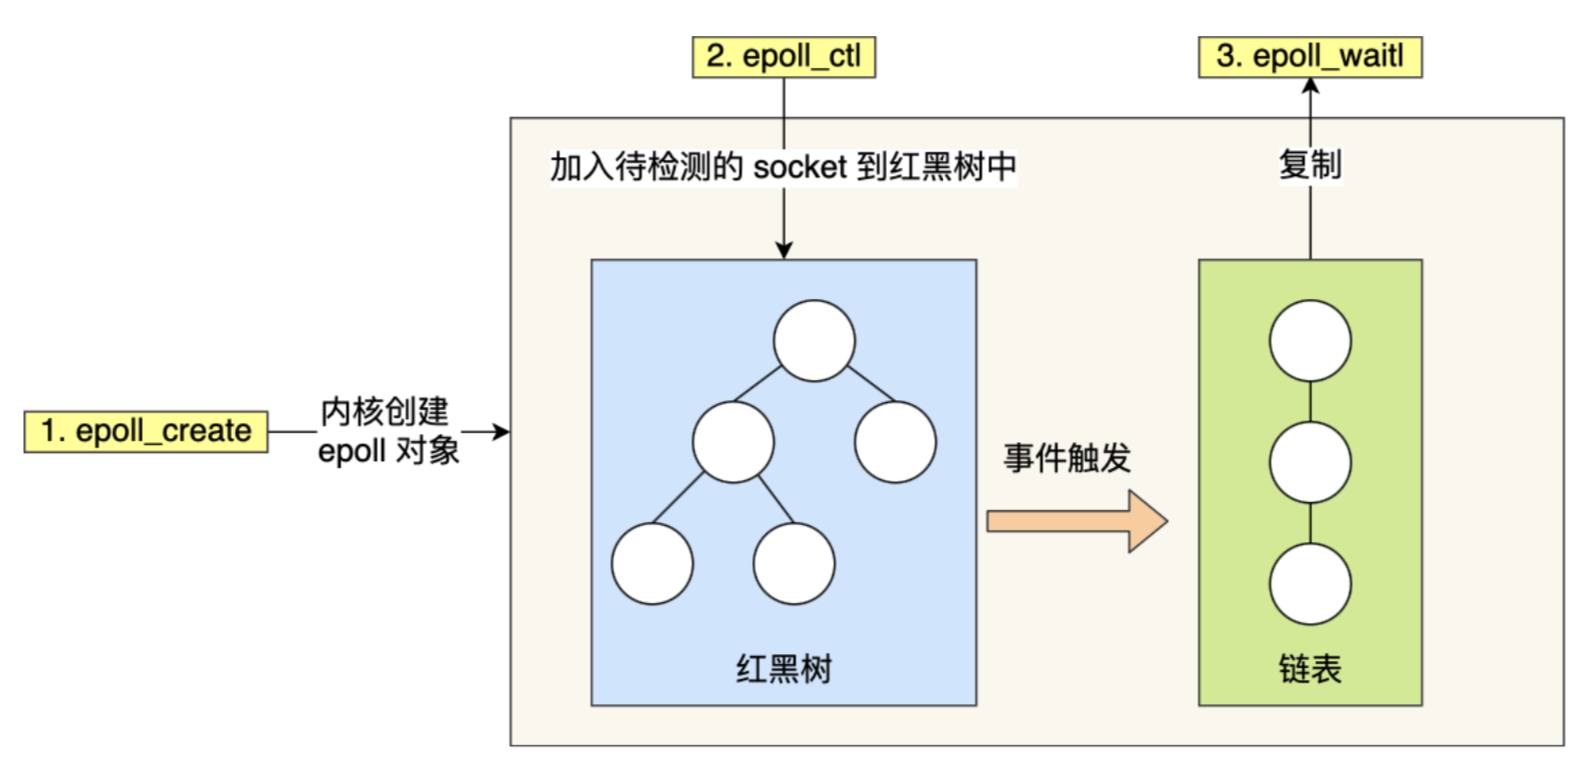 2. epoll_ctl
3. epoll_waitl
加入待检测的 socket 到红黑树中
复制
1. epoll_create
内核创建
epoll 对象
事件触发
红黑树
链表